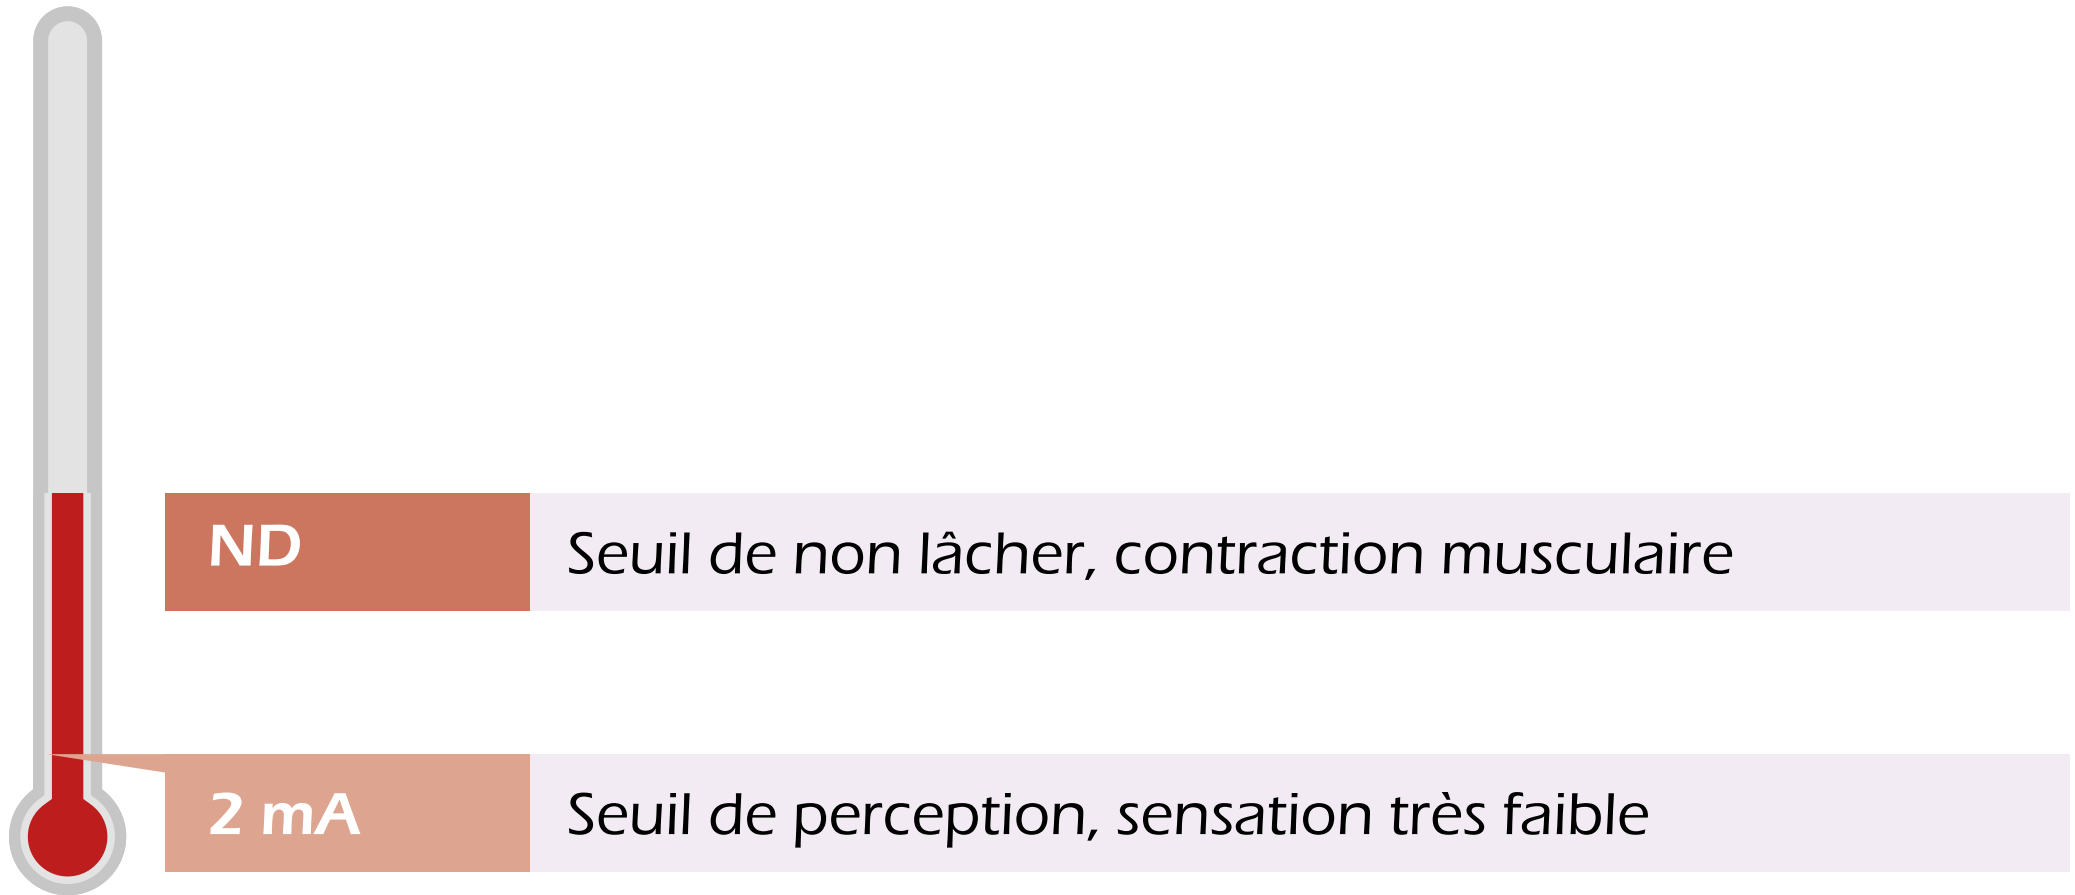 ND
Seuil de non lâcher, contraction musculaire
2 mA
Seuil de perception, sensation très faible